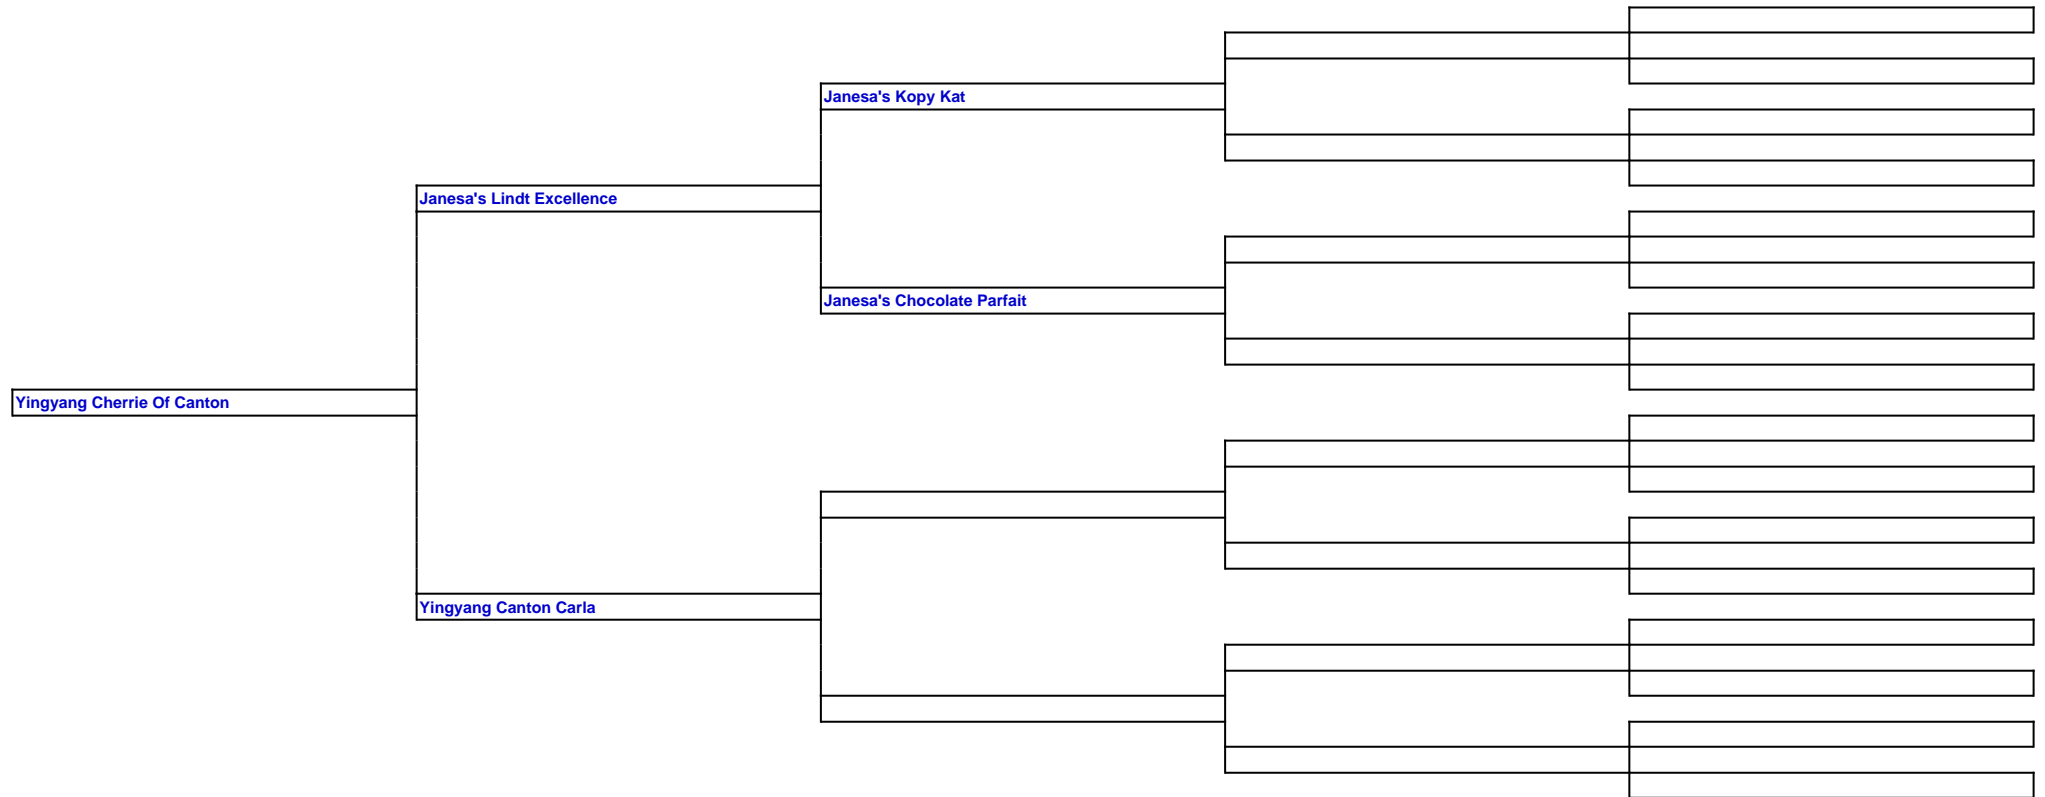 Janesa's Kopy Kat
Janesa's Lindt Excellence
Janesa's Chocolate Parfait
Yingyang Cherrie Of Canton
Yingyang Canton Carla